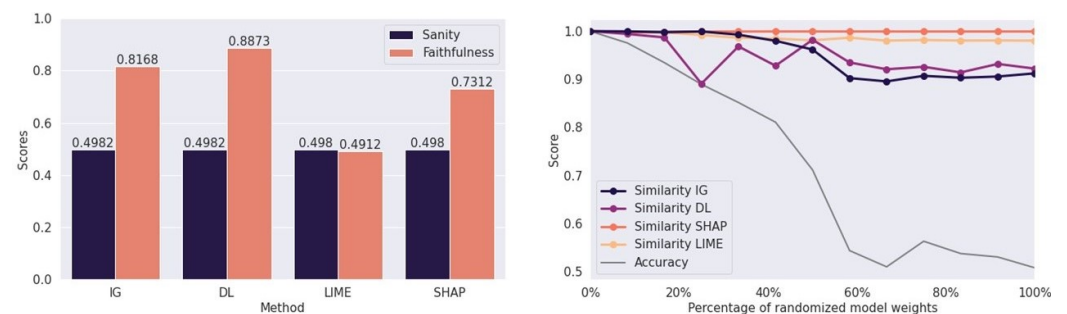 1.0
0.8
0.6
0.4
0.2
0.0
Scores
Sanity
Faithfulness
0.4982
0.8168
0.4982
0.8873
0.498
0.4912
0.498
0.7312
IG
DL
LIME
SHAP
Method
1.0
0.9
0.8
0.7
0.6
0.5
Score
Similarity IG
Similarity DL
Similarity SHAP
Similarity LIME
Accuracy
0%
20%
40%
60%
80%
100%
Percentage of randomized model weights